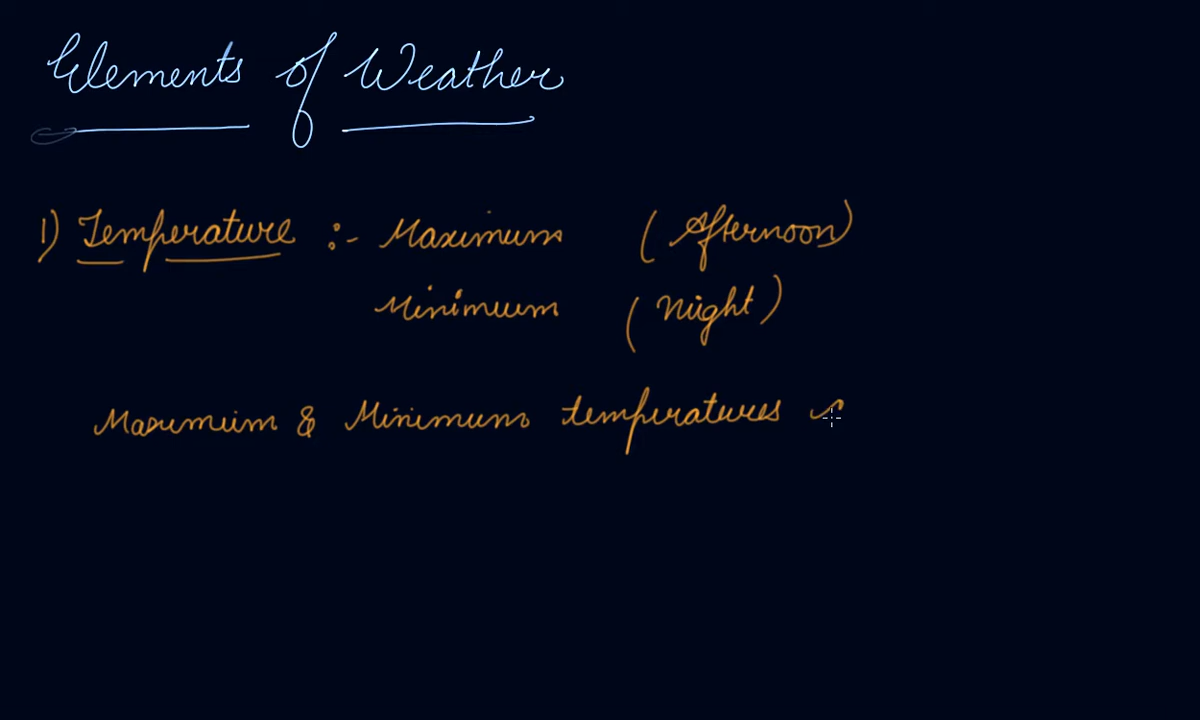 Elements of Weather
1) Temperature :- Maximum (Afternoon)
Minimum (Night)
Maximum & Minimum temperatures